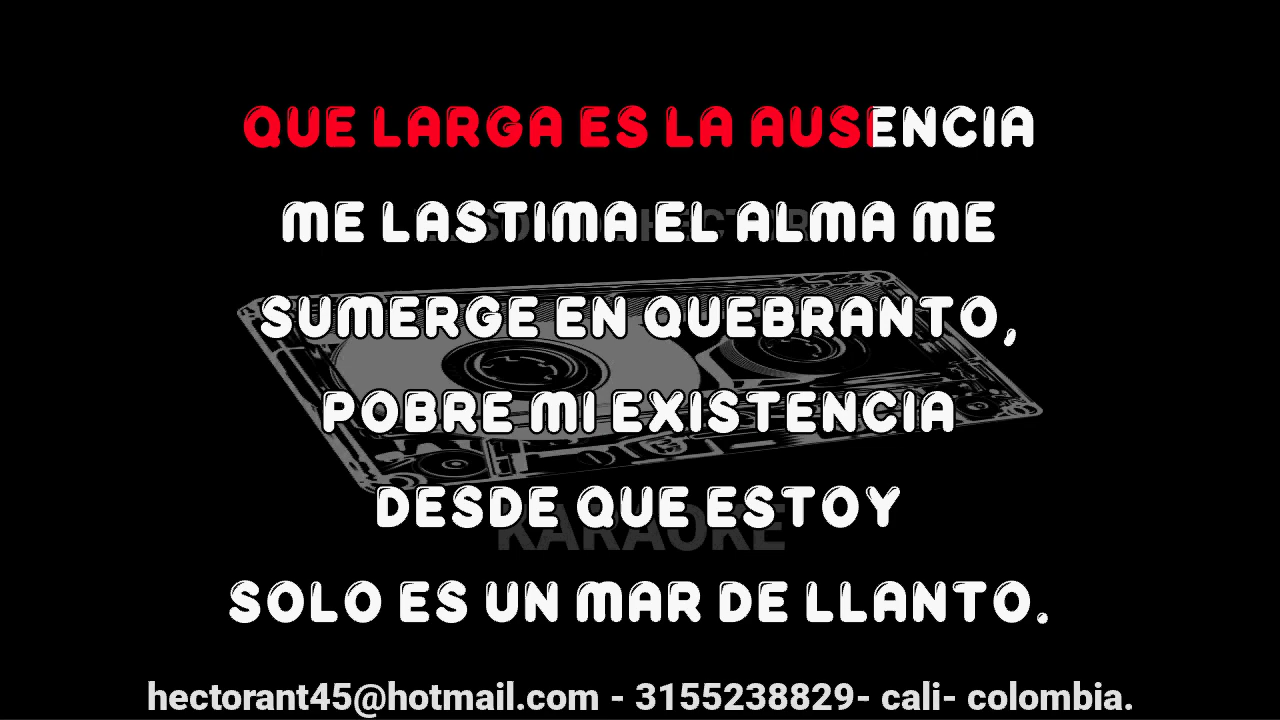 QUE LARGA ES LA AUSENCIA
ME LASTIMA EL ALMA ME
SUMERGE EN QUEBRANTO,
POBRE MI EXISTENCIA
DESDE QUE ESTOY
KARAOKE
SOLO ES UN MAR DE LLANTO.
hectorant45@hotmail.com - 3155238829- cali- colombia.